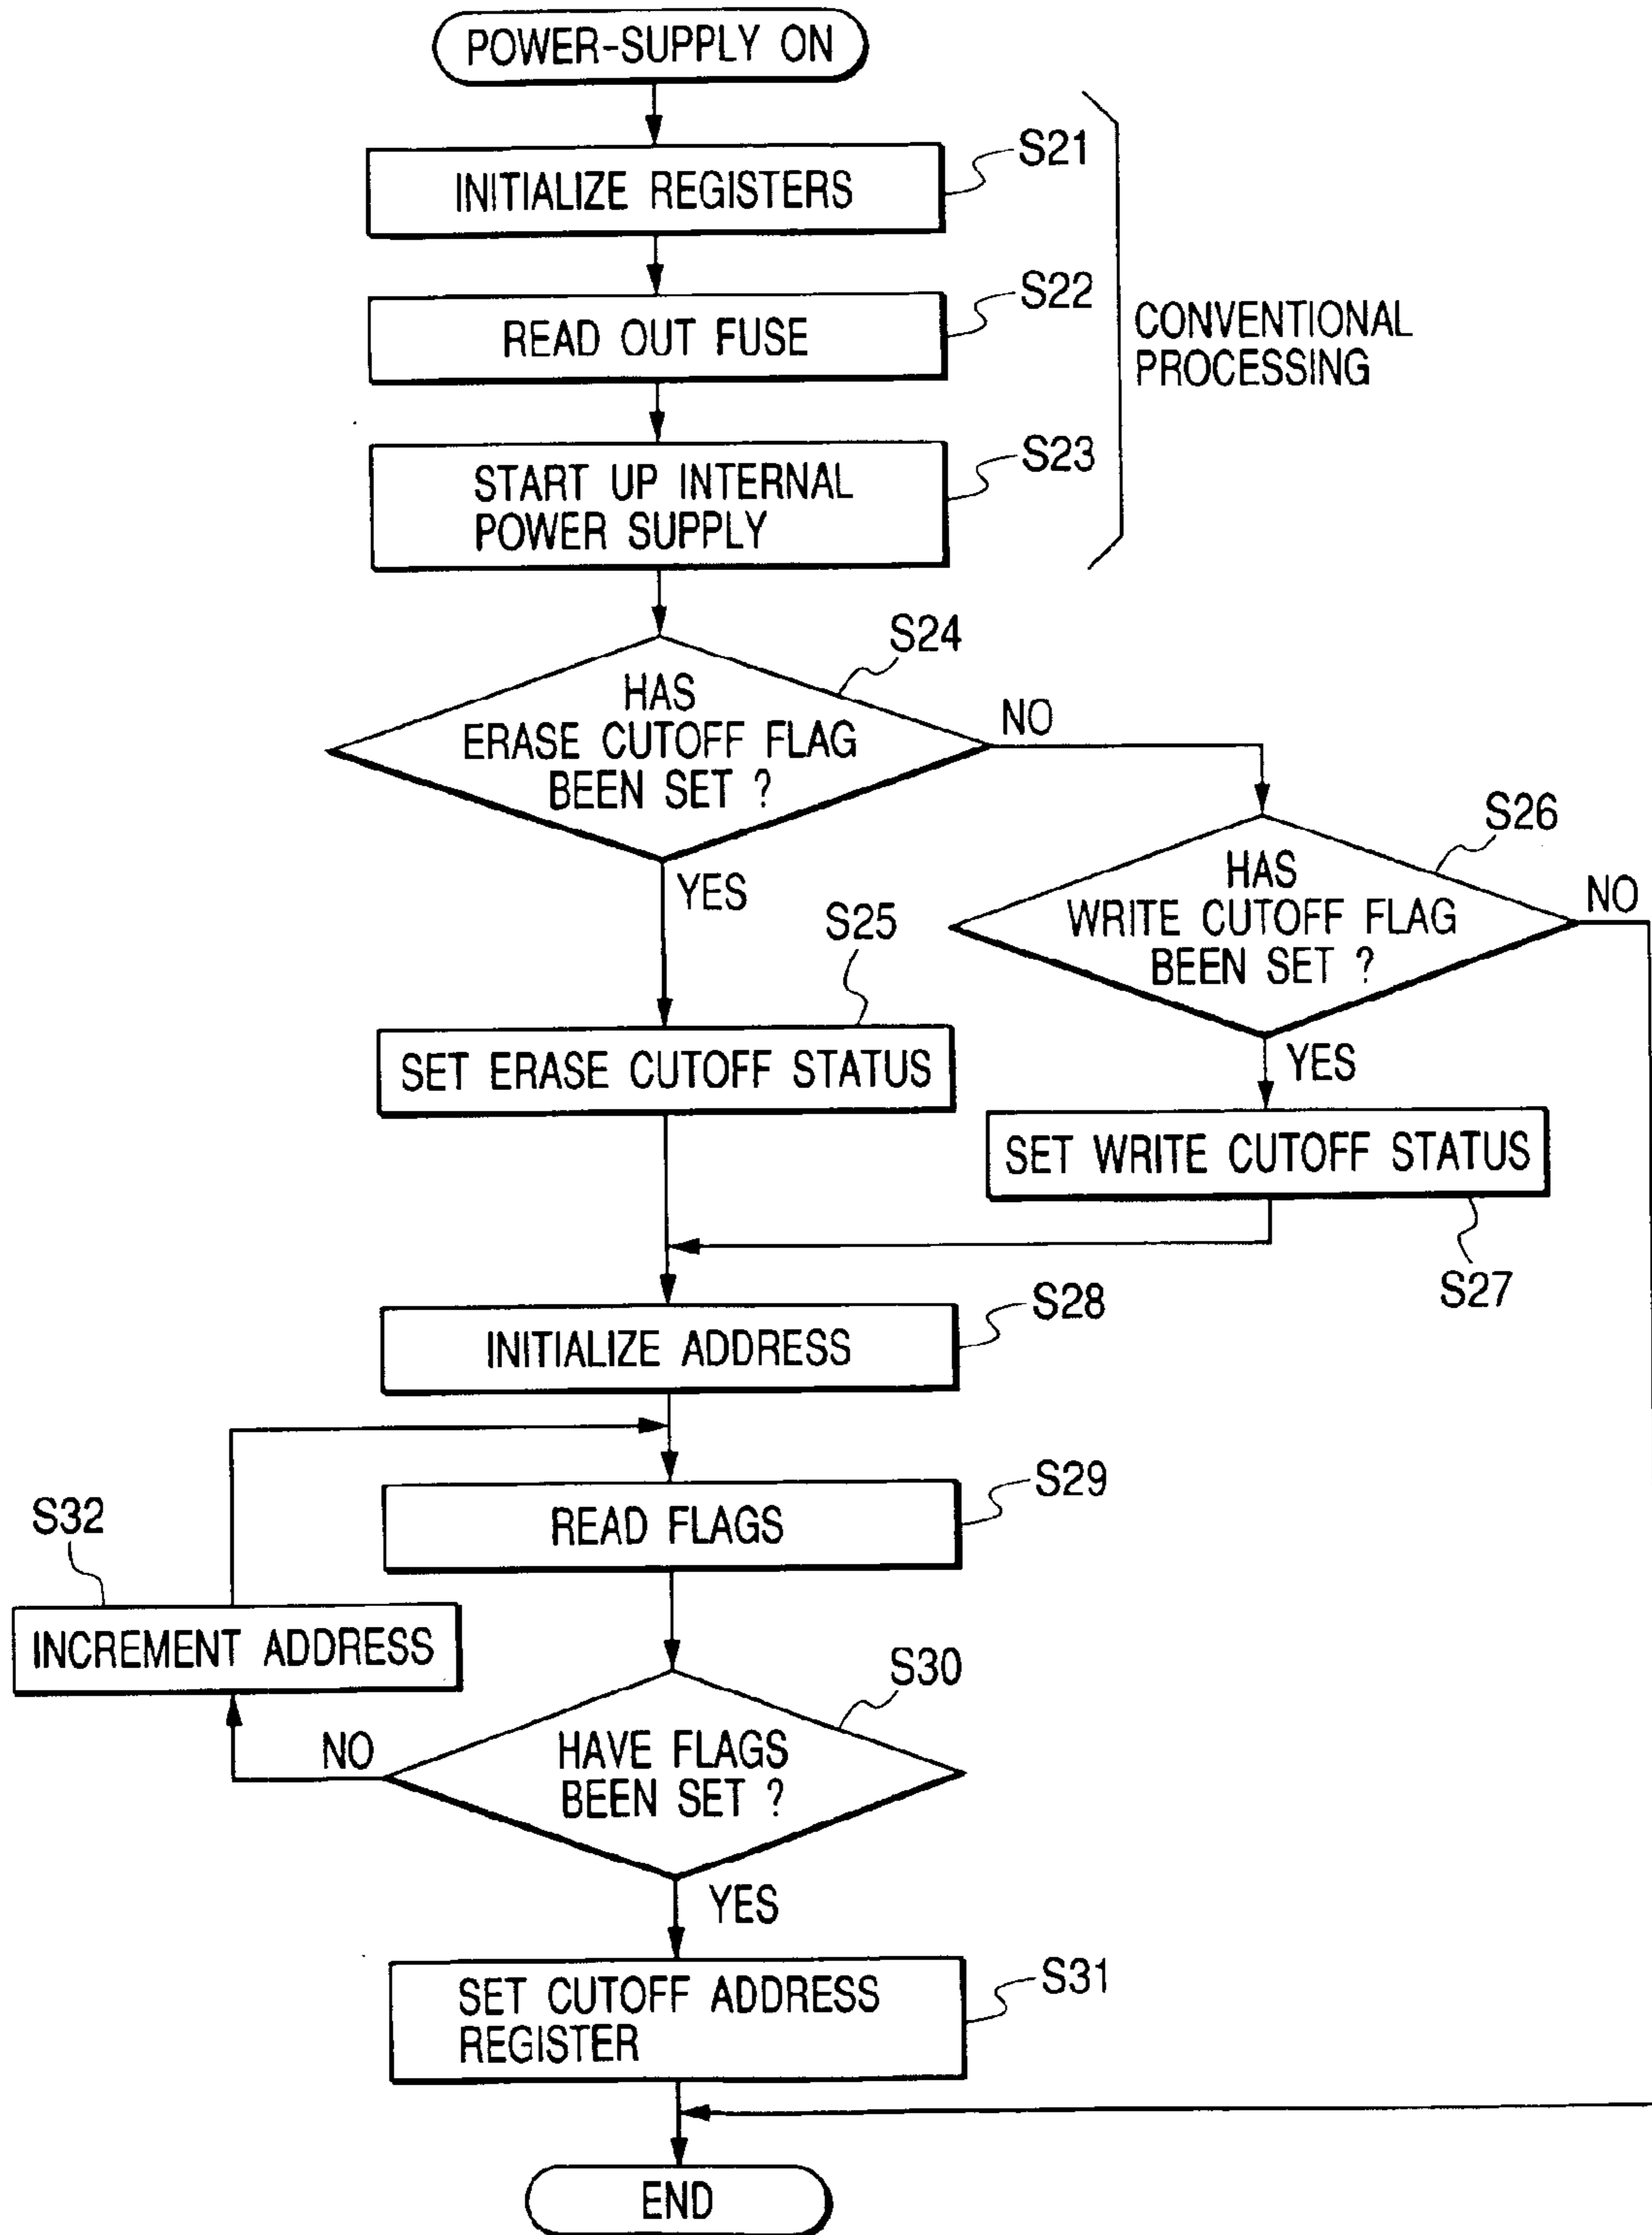 POWER-SUPPLY ON
S21
INITIALIZE REGISTERS
S22
READ OUT FUSE
CONVENTIONAL
PROCESSING
S23
START UP INTERNAL
POWER SUPPLY
S24
HAS
ERASE CUTOFF FLAG
BEEN SET ?
NO
YES
S26
HAS
WRITE CUTOFF FLAG
BEEN SET ?
NO
YES
S25
SET ERASE CUTOFF STATUS
SET WRITE CUTOFF STATUS
S27
S28
INITIALIZE ADDRESS
S29
READ FLAGS
S32
INCREMENT ADDRESS
S30
HAVE FLAGS
BEEN SET ?
NO
YES
S31
SET CUTOFF ADDRESS
REGISTER
END